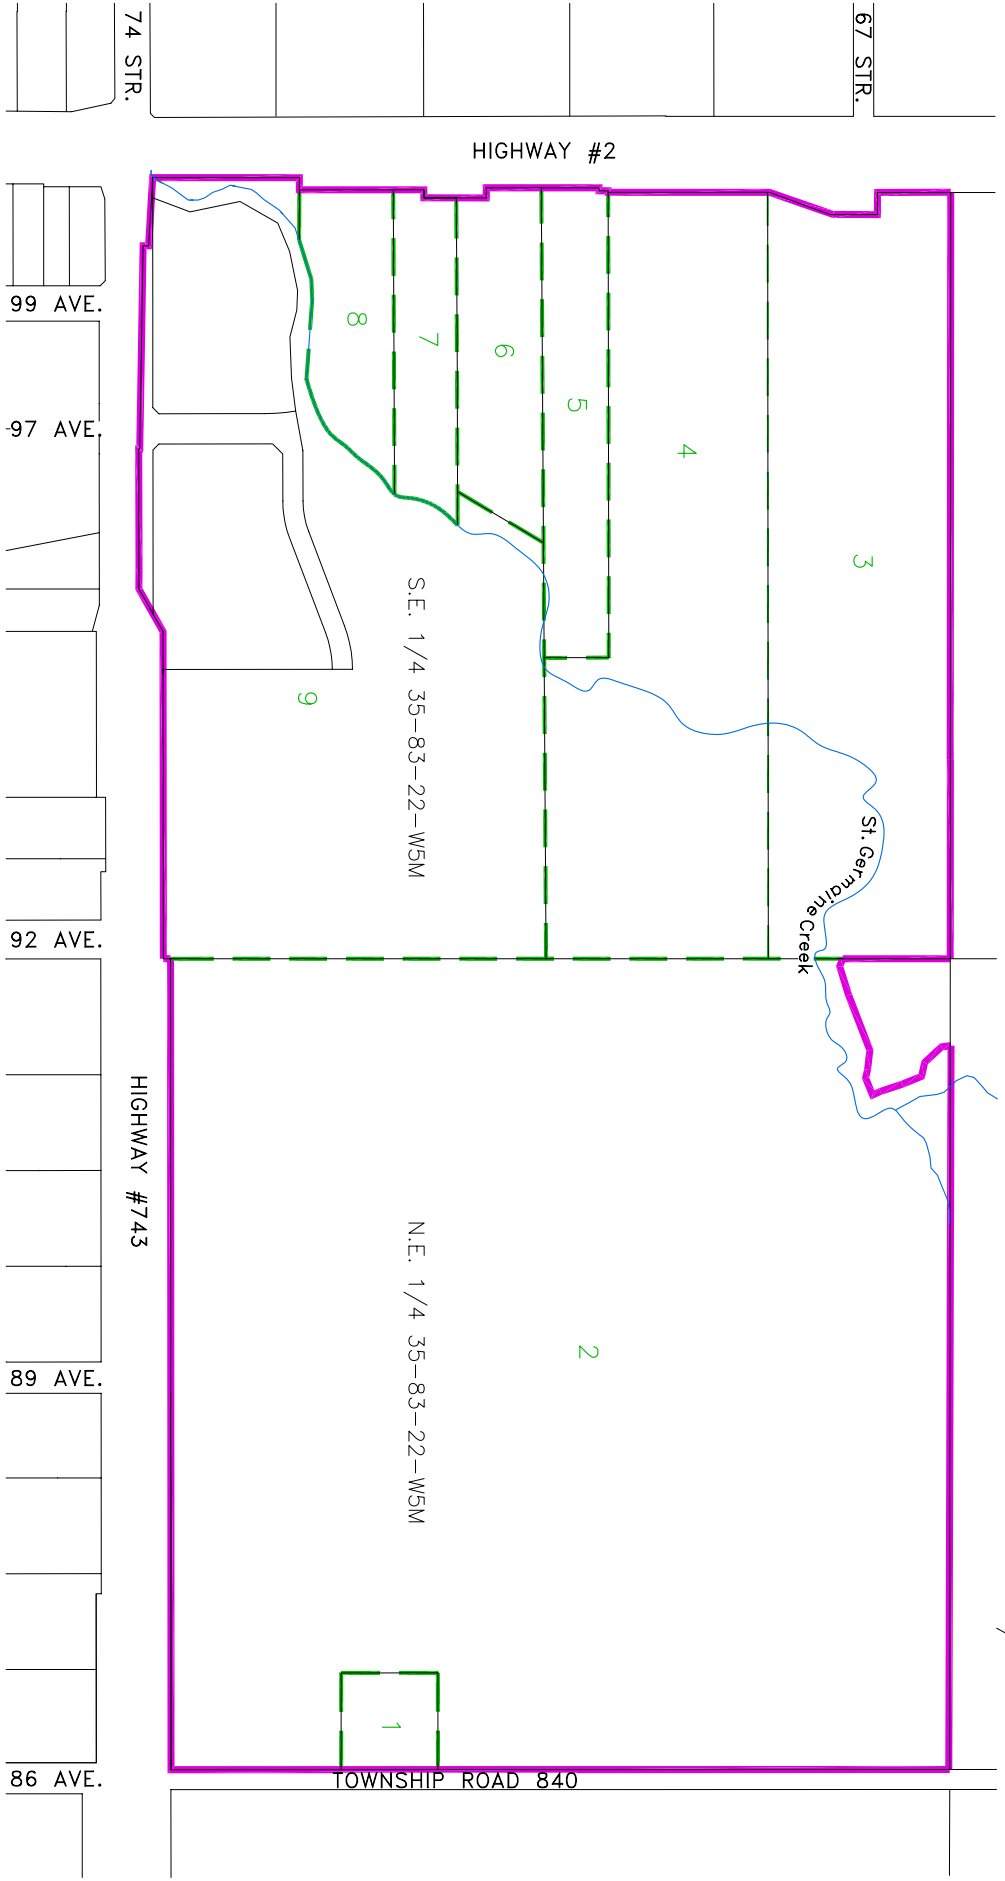 74 STR.
67 STR.
HIGHWAY #2
99 AVE.
8
7
6
5
97 AVE.
4
3
S.E. 1/4 35-83-22-W5M
9
St. Germaine Creek
92 AVE.
HIGHWAY #743
N.E. 1/4 35-83-22-W5M
2
89 AVE.
1
86 AVE.
TOWNSHIP ROAD 840